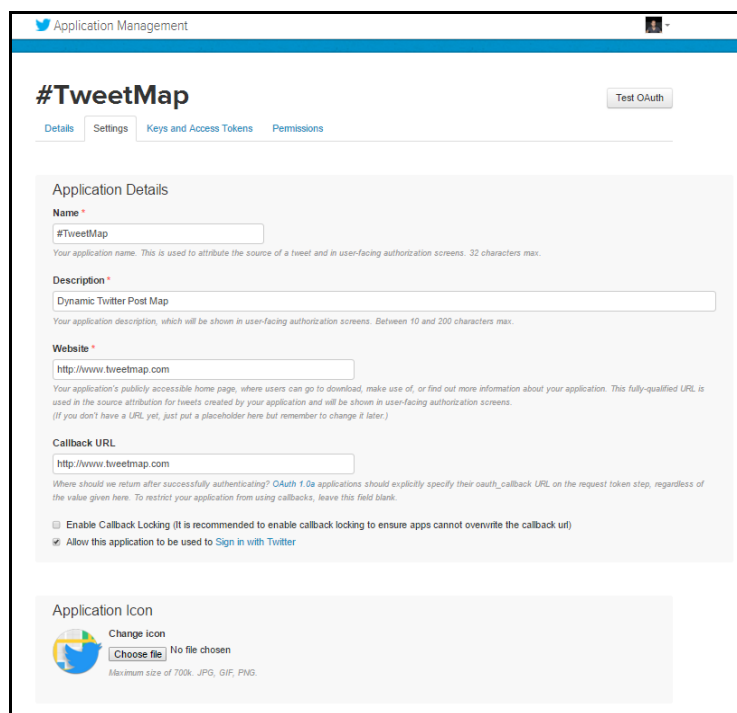 Application Management
#TweetMap
Test OAuth
Details Settings Keys and Access Tokens Permissions
Application Details
Name *
#TweetMap
Your application name. This is used to attribute the source of a tweet and in user-facing authorization screens. 32 characters max.
Description *
Dynamic Twitter Post Map
Your application description, which will be shown in user-facing authorization screens. Between 10 and 200 characters max.
Website *
http://www.tweetmap.com
Your application's publicly accessible home page, where users can go to download, make use of, or find out more information about your application. This fully-qualified URL is
used in the source attribution for tweets created by your application and will be shown in user-facing authorization screens.
(If you don't have a URL yet, just put a placeholder here but remember to change it later.)
Callback URL
http://www.tweetmap.com
Where should we return after successfully authenticating? OAuth 1.0a applications should explicitly specify their oauth_callback URL on the request token step, regardless of
the value given here. To restrict your application from using callbacks, leave this field blank.
Enable Callback Locking (It is recommended to enable callback locking to ensure apps cannot overwrite the callback url)
Allow this application to be used to Sign in with Twitter
Application Icon
Change icon
Choose file No file chosen
Maximum size of 700k. JPG, GIF, PNG.